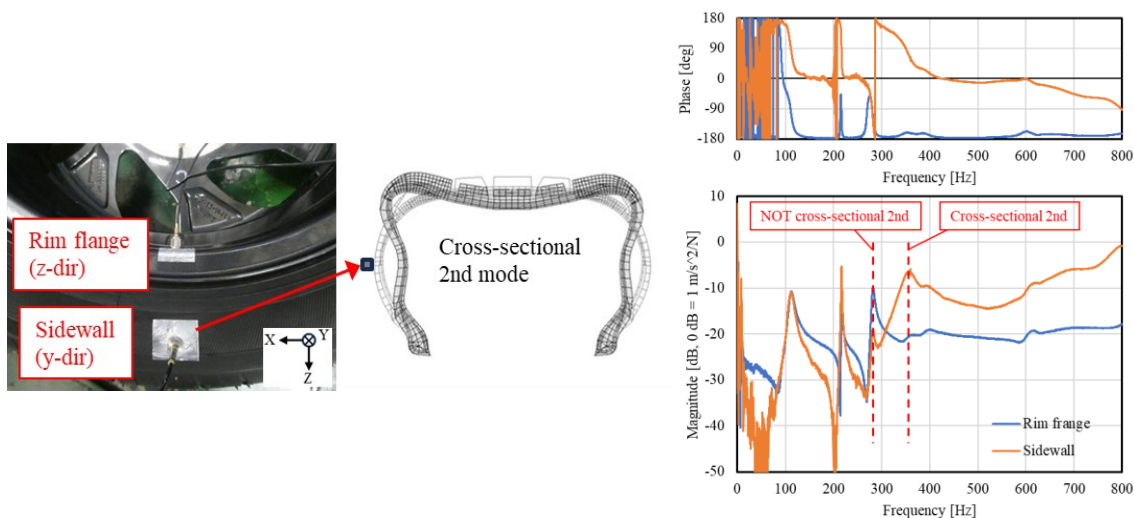 Rim flange
(z-dir)
Sidewall
(y-dir)
X
Y
Z
Cross-sectional
2nd mode
Phase [deg]
180
90
0
-90
-180
0 100 200 300 400 500 600 700 800
Frequency [Hz]
Magnitude [dB, 0 dB = 1 m/s^2/N]
10
0
-10
-20
-30
-40
-50
NOT cross-sectional 2nd
Cross-sectional 2nd
Rim frange
Sidewall
0 100 200 300 400 500 600 700 800
Frequency [Hz]